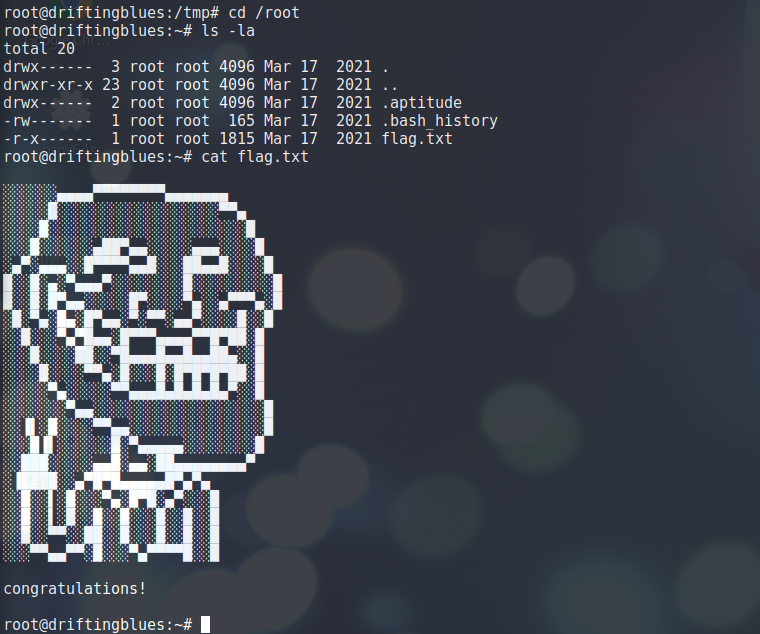 root@driftingblues:/tmp# cd /root
root@driftingblues:~# ls -la
total 20
drwx------  3 root root 4096 Mar 17  2021 .
drwxr-xr-x 23 root root 4096 Mar 17  2021 ..
drwx------  2 root root 4096 Mar 17  2021 .aptitude
-rw-------  1 root root  165 Mar 17  2021 .bash_history
-r-x------  1 root root 1815 Mar 17  2021 flag.txt
root@driftingblues:~# cat flag.txt
congratulations!
root@driftingblues:~#